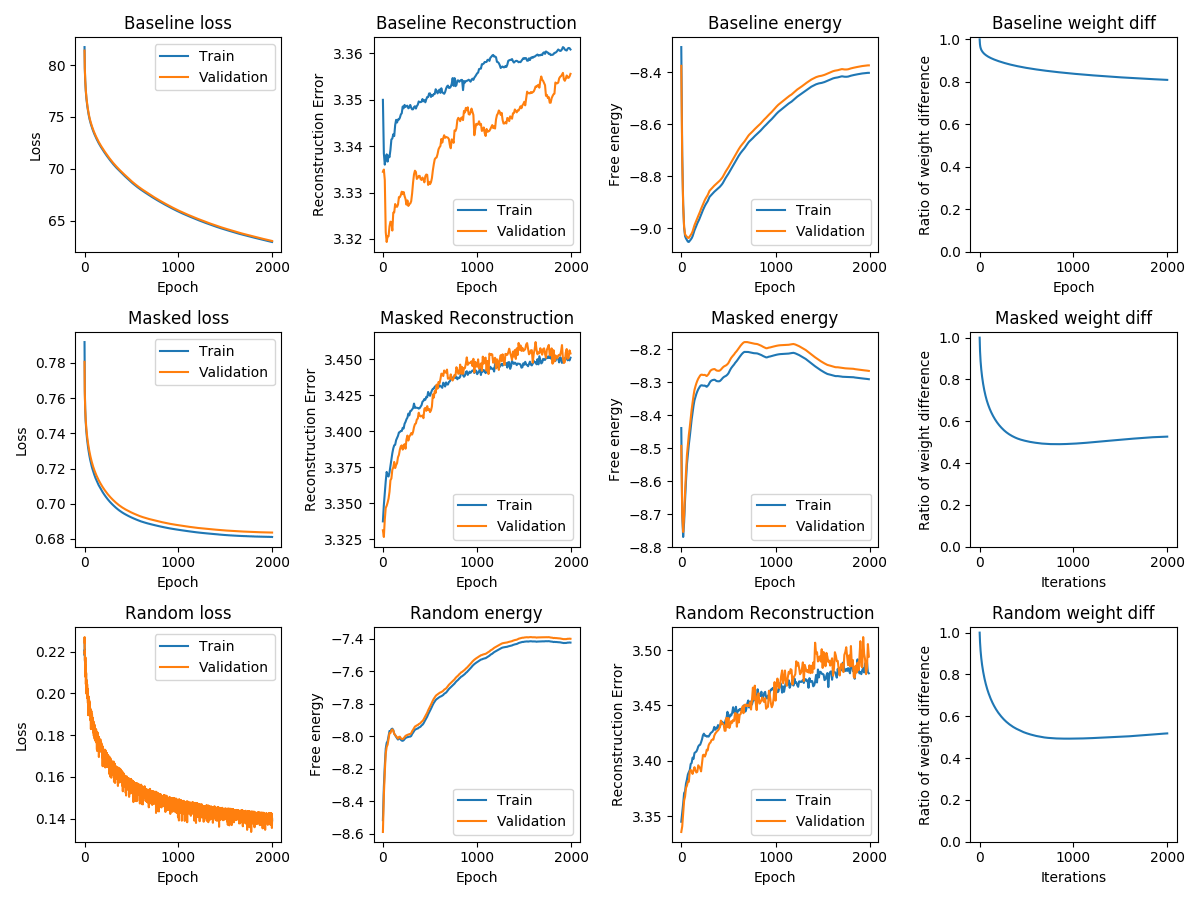 Baseline loss
Loss
80
75
70
65
Train
Validation
0 1000 2000
Epoch
Baseline Reconstruction
Reconstruction Error
3.36
3.35
3.34
3.33
3.32
Train
Validation
0 1000 2000
Epoch
Baseline energy
Free energy
−8.4
−8.6
−8.8
−9.0
Train
Validation
0 1000 2000
Epoch
Baseline weight diff
Ratio of weight difference
1.0
0.8
0.6
0.4
0.2
0.0
0 1000 2000
Epoch
Masked loss
Loss
0.78
0.76
0.74
0.72
0.70
0.68
Train
Validation
0 1000 2000
Epoch
Masked Reconstruction
Reconstruction Error
3.450
3.425
3.400
3.375
3.350
3.325
Train
Validation
0 1000 2000
Epoch
Masked energy
Free energy
−8.2
−8.3
−8.4
−8.5
−8.6
−8.7
−8.8
Train
Validation
0 1000 2000
Epoch
Masked weight diff
Ratio of weight difference
1.0
0.8
0.6
0.4
0.2
0.0
0 1000 2000
Iterations
Random loss
Loss
0.22
0.20
0.18
0.16
0.14
Train
Validation
0 1000 2000
Epoch
Random energy
Free energy
−7.4
−7.6
−7.8
−8.0
−8.2
−8.4
−8.6
Train
Validation
0 1000 2000
Epoch
Random Reconstruction
Reconstruction Error
3.50
3.45
3.40
3.35
Train
Validation
0 1000 2000
Epoch
Random weight diff
Ratio of weight difference
1.0
0.8
0.6
0.4
0.2
0.0
0 1000 2000
Iterations